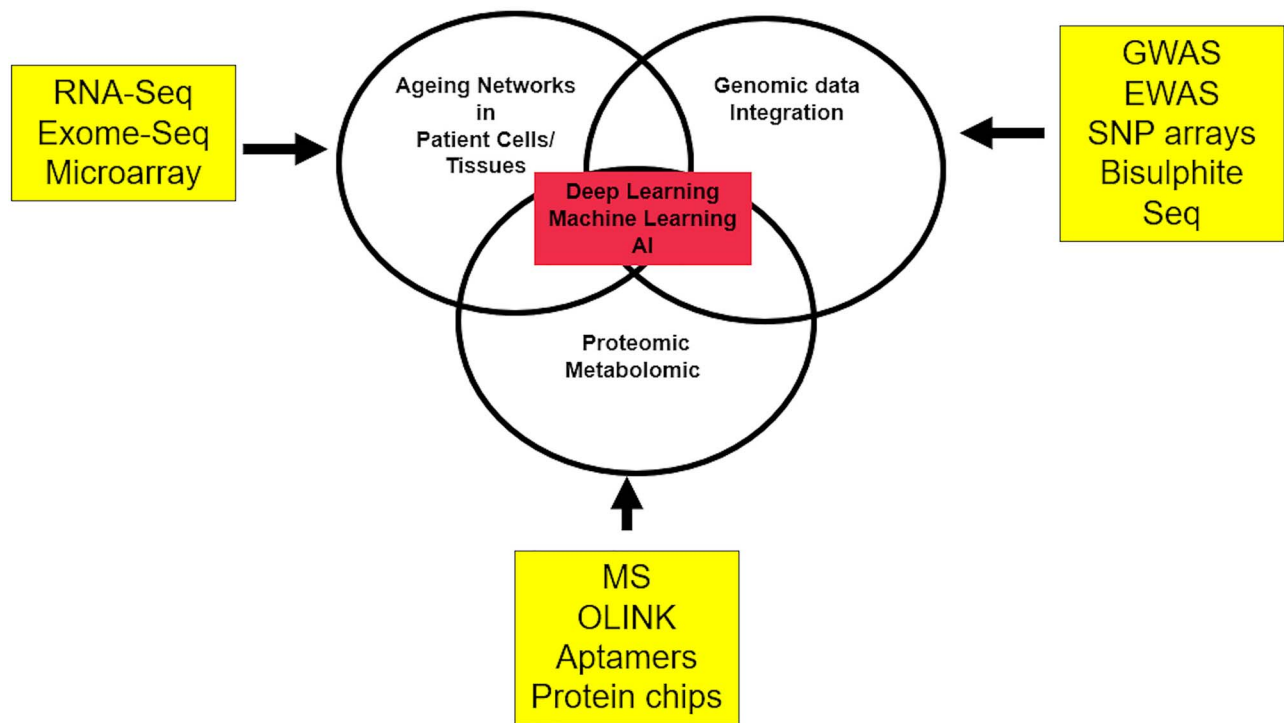 RNA-Seq
Exome-Seq
Microarray
Ageing Networks
in
Patient Cells/
Tissues
Genomic data
Integration
GWAS
EWAS
SNP arrays
Bisulphite
Seq
Deep Learning
Machine Learning
AI
Proteomic
Metabolomic
MS
OLINK
Aptamers
Protein chips